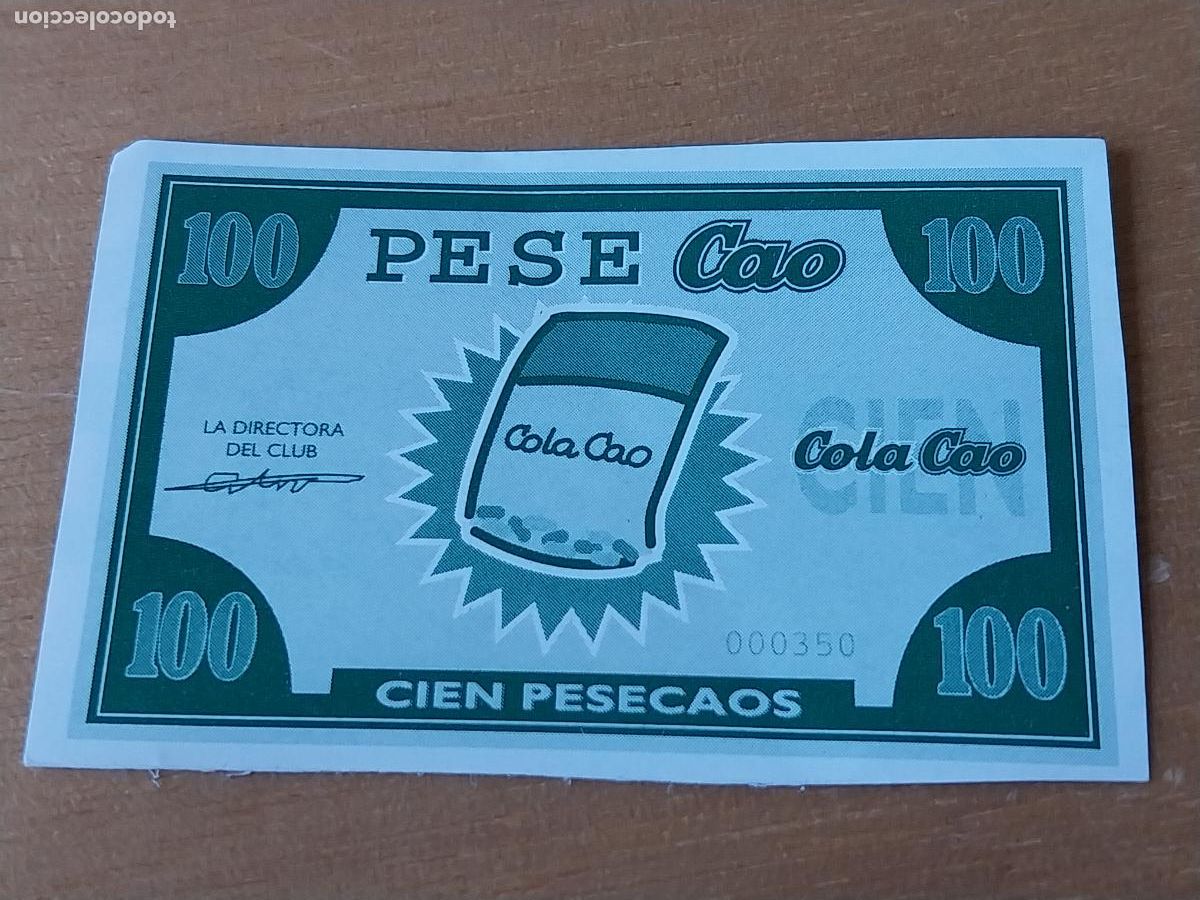 todocoleccion
100 PESE Cao 100
Cola Cao
LA DIRECTORA
DEL CLUB
CIEN
Cola Cao
000350
100 CIEN PESECAOS 100